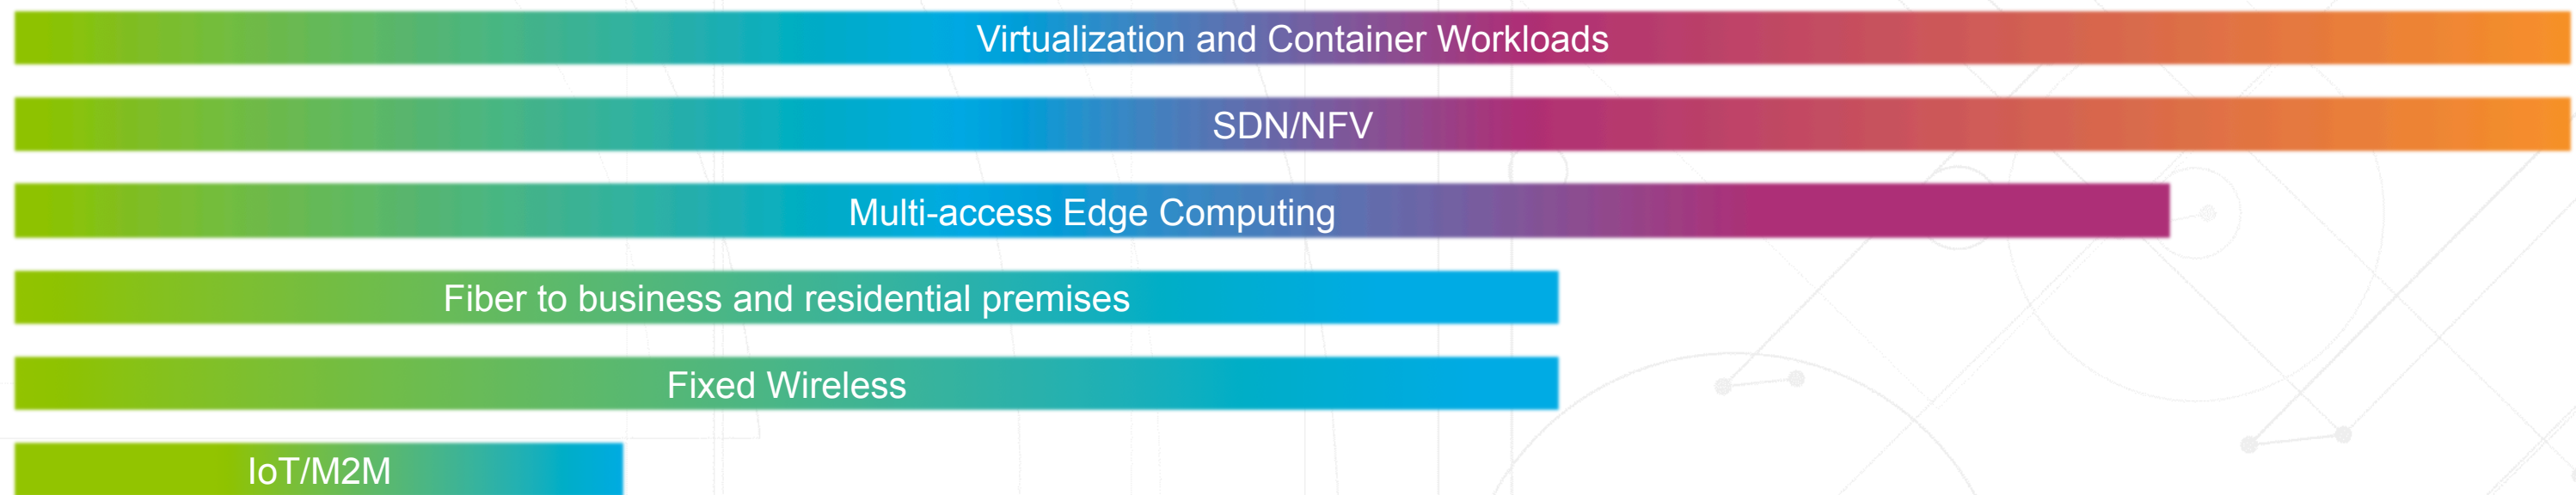 Virtualization and Container Workloads
SDN/NFV
Multi-access Edge Computing
Fiber to business and residential premises
Fixed Wireless
IoT/M2M